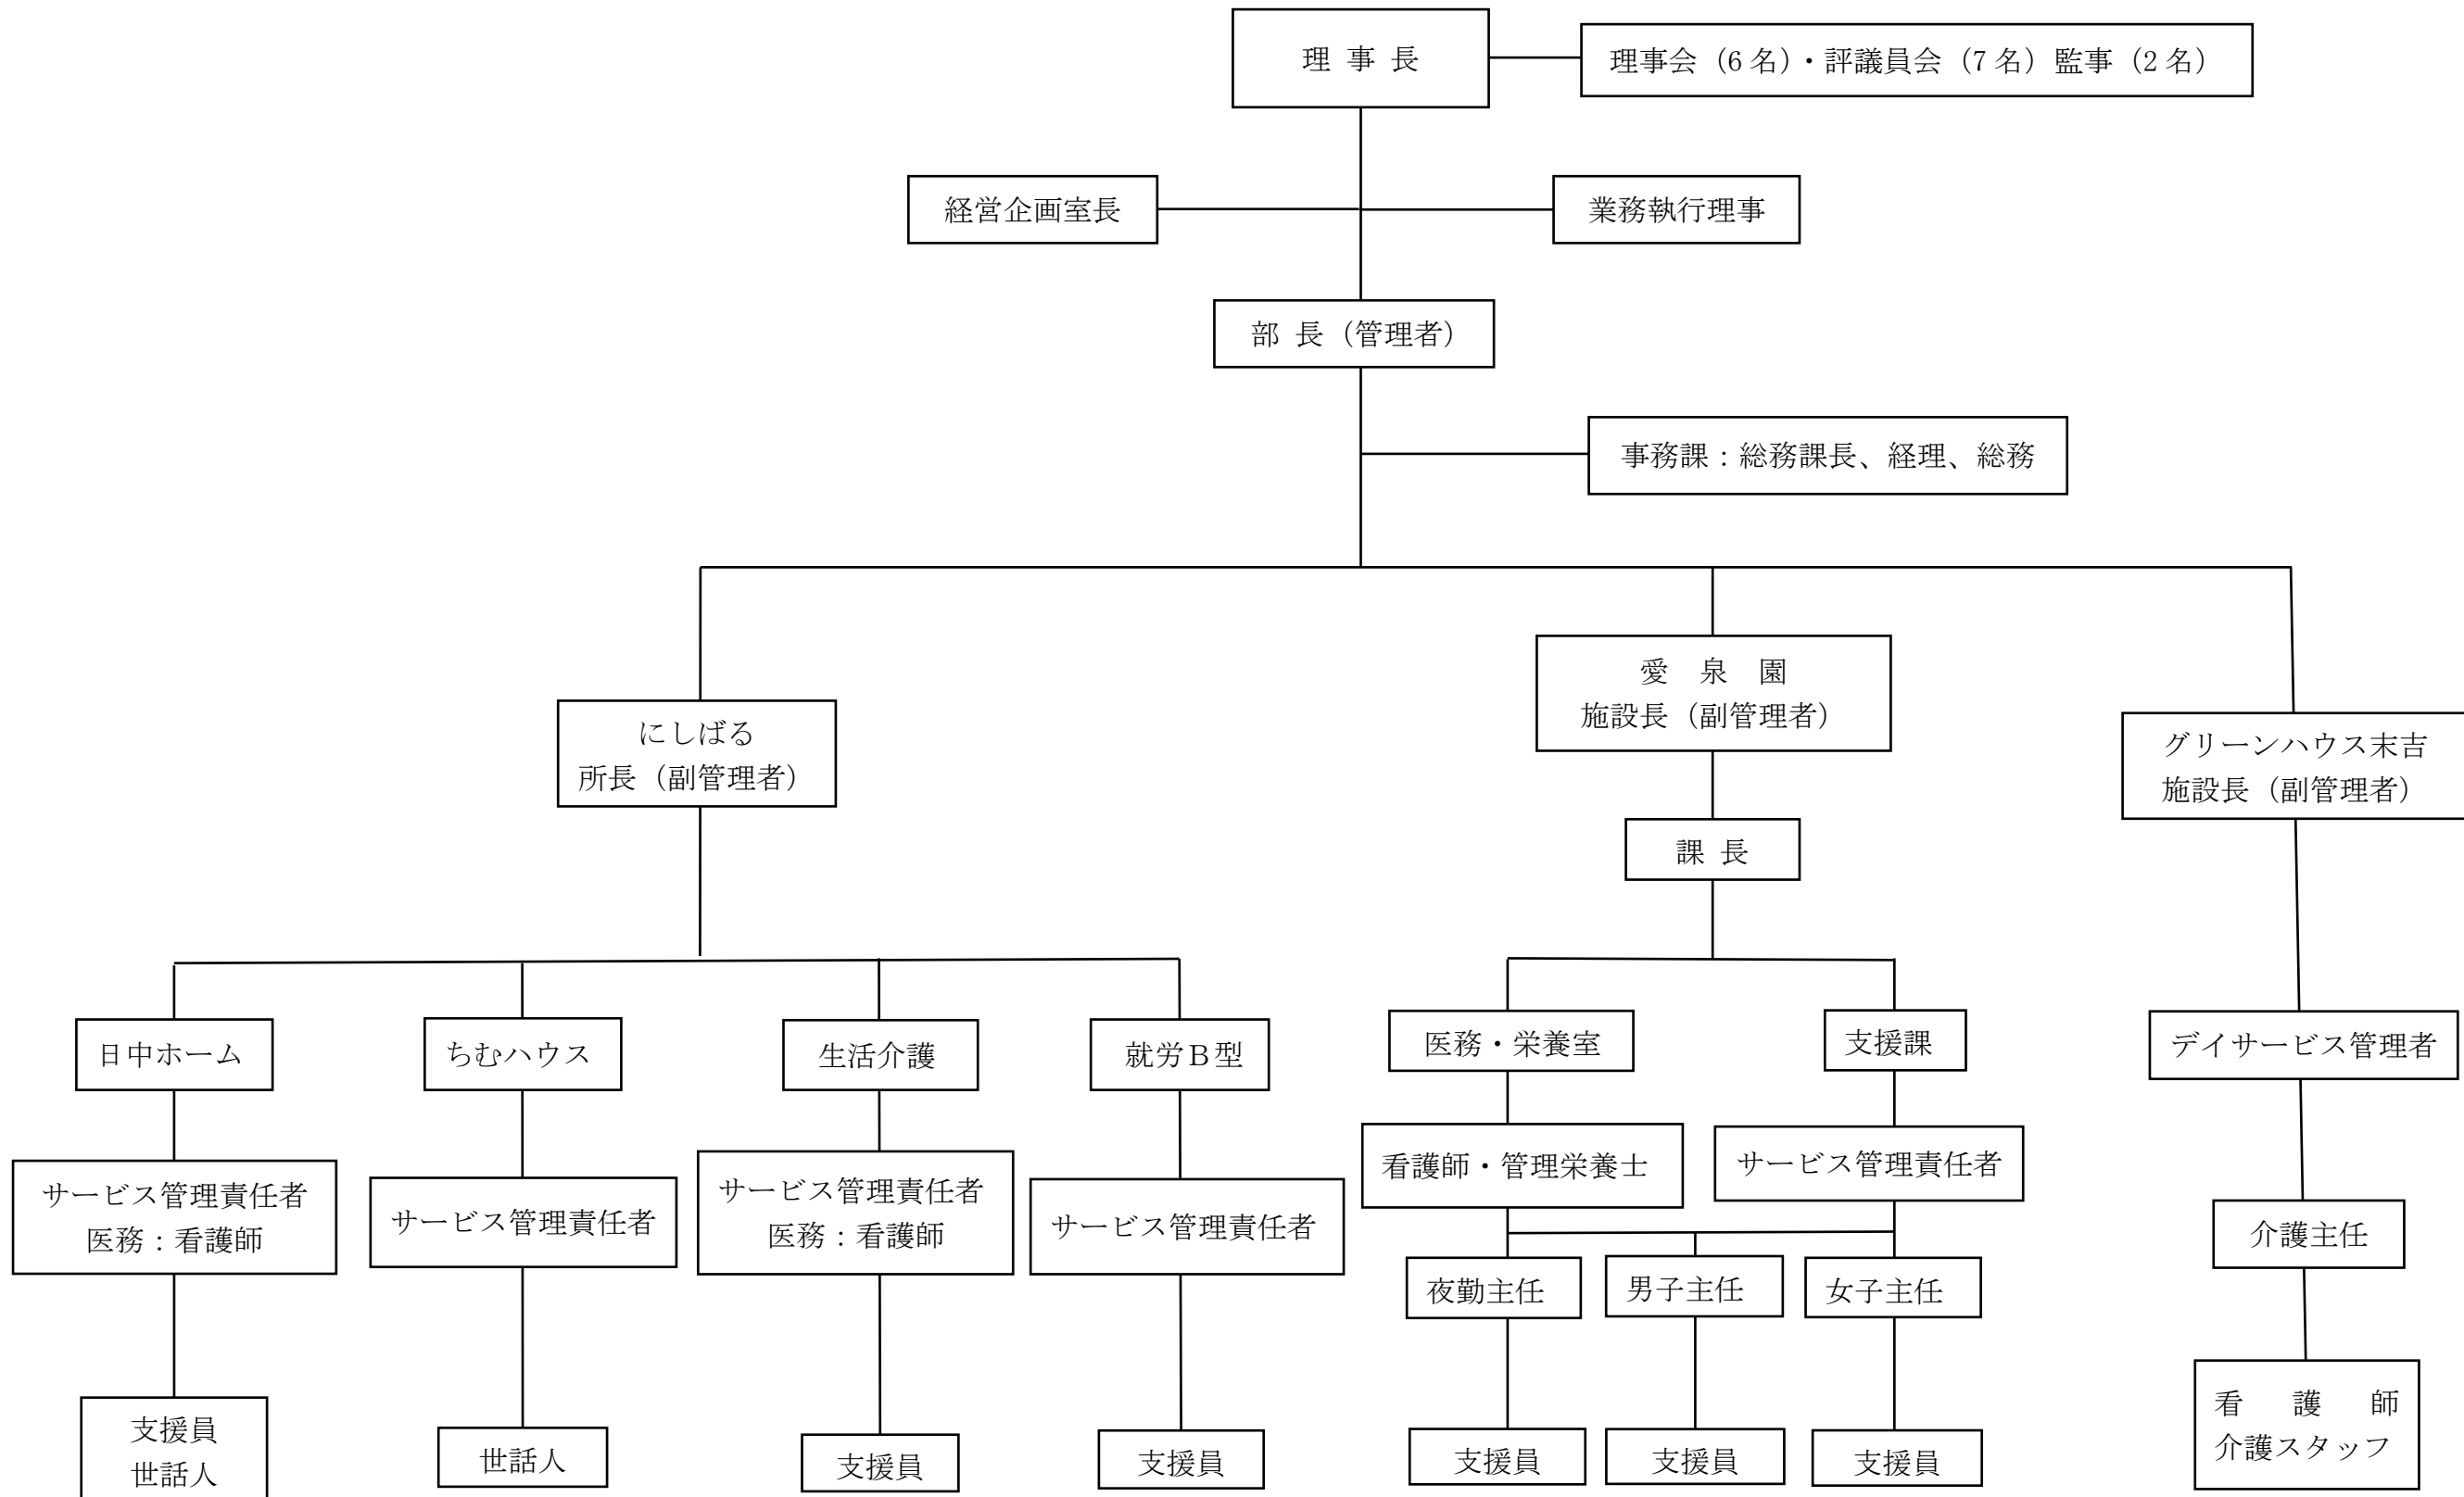 理 事 長
理事会（6 名）・評議員会（7 名）監事（2 名）
経営企画室長
業務執行理事
部 長（管理者）
事務課：総務課長、経理、総務
にしばる
所長（副管理者）
愛 泉 園
施設長（副管理者）
グリーンハウス末吉
施設長（副管理者）
課 長
日中ホーム
ちむハウス
生活介護
就労Ｂ型
医務・栄養室
支援課
デイサービス管理者
サービス管理責任者
医務：看護師
サービス管理責任者
サービス管理責任者
医務：看護師
サービス管理責任者
看護師・管理栄養士
サービス管理責任者
介護主任
夜勤主任
男子主任
女子主任
支援員
世話人
世話人
支援員
支援員
支援員
支援員
支援員
看 護 師
介護スタッフ